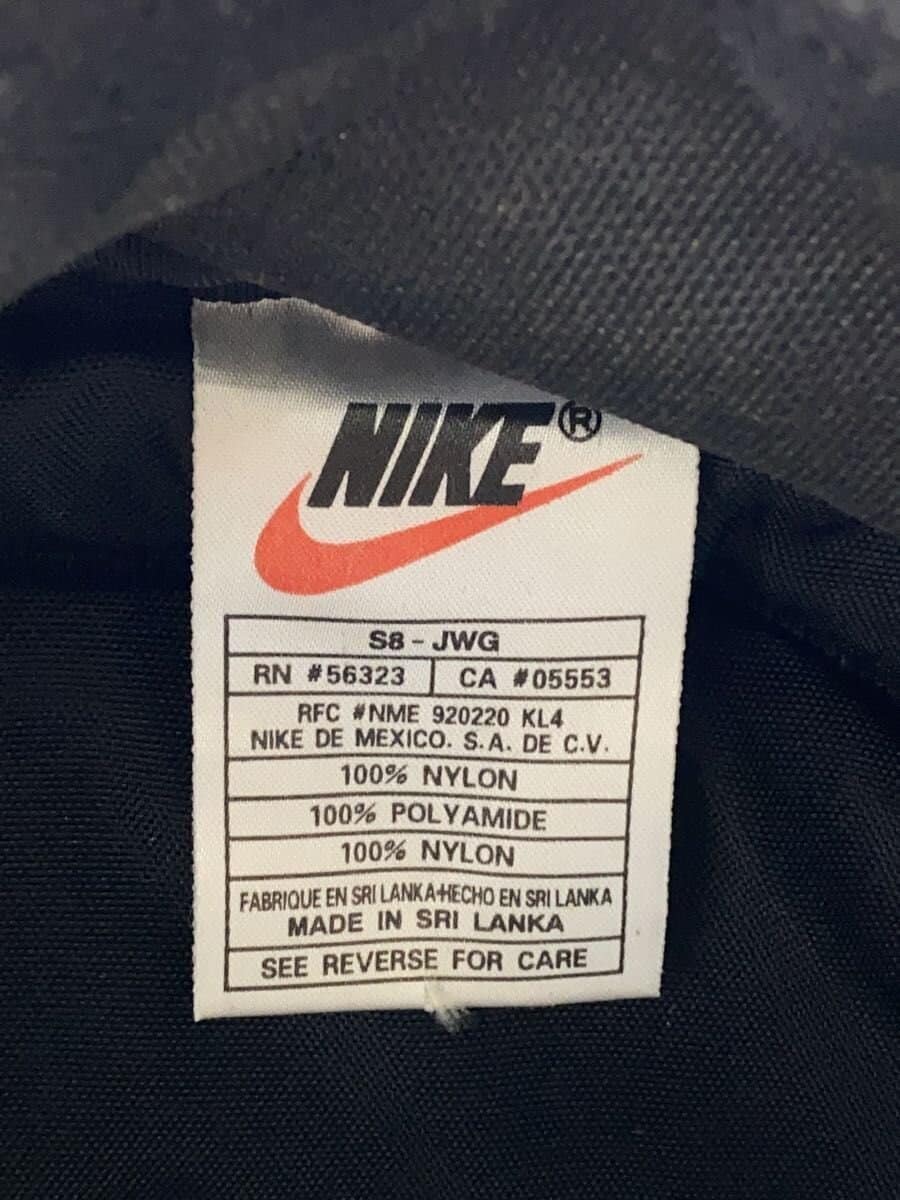 NIKE®
S8 - JWG
RN #56323 CA #05553
RFC #NME 920220 KL4
NIKE DE MEXICO. S.A. DE C.V.
100% NYLON
100% POLYAMIDE
100% NYLON
FABRIQUE EN SRI LANKA•HECHO EN SRI LANKA
MADE IN SRI LANKA
SEE REVERSE FOR CARE